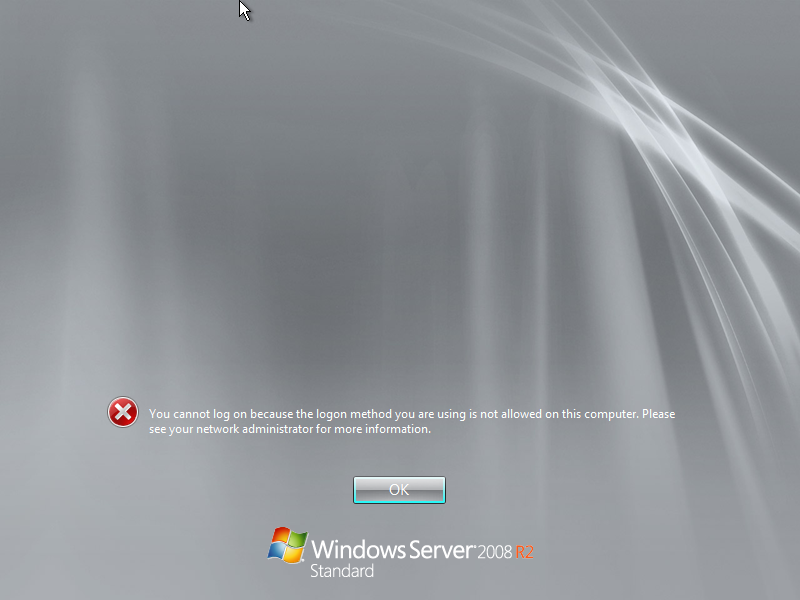 You cannot log on because the logon method you are using is not allowed on this computer. Please
see your network administrator for more information.
OK
Windows Server 2008 R2
Standard